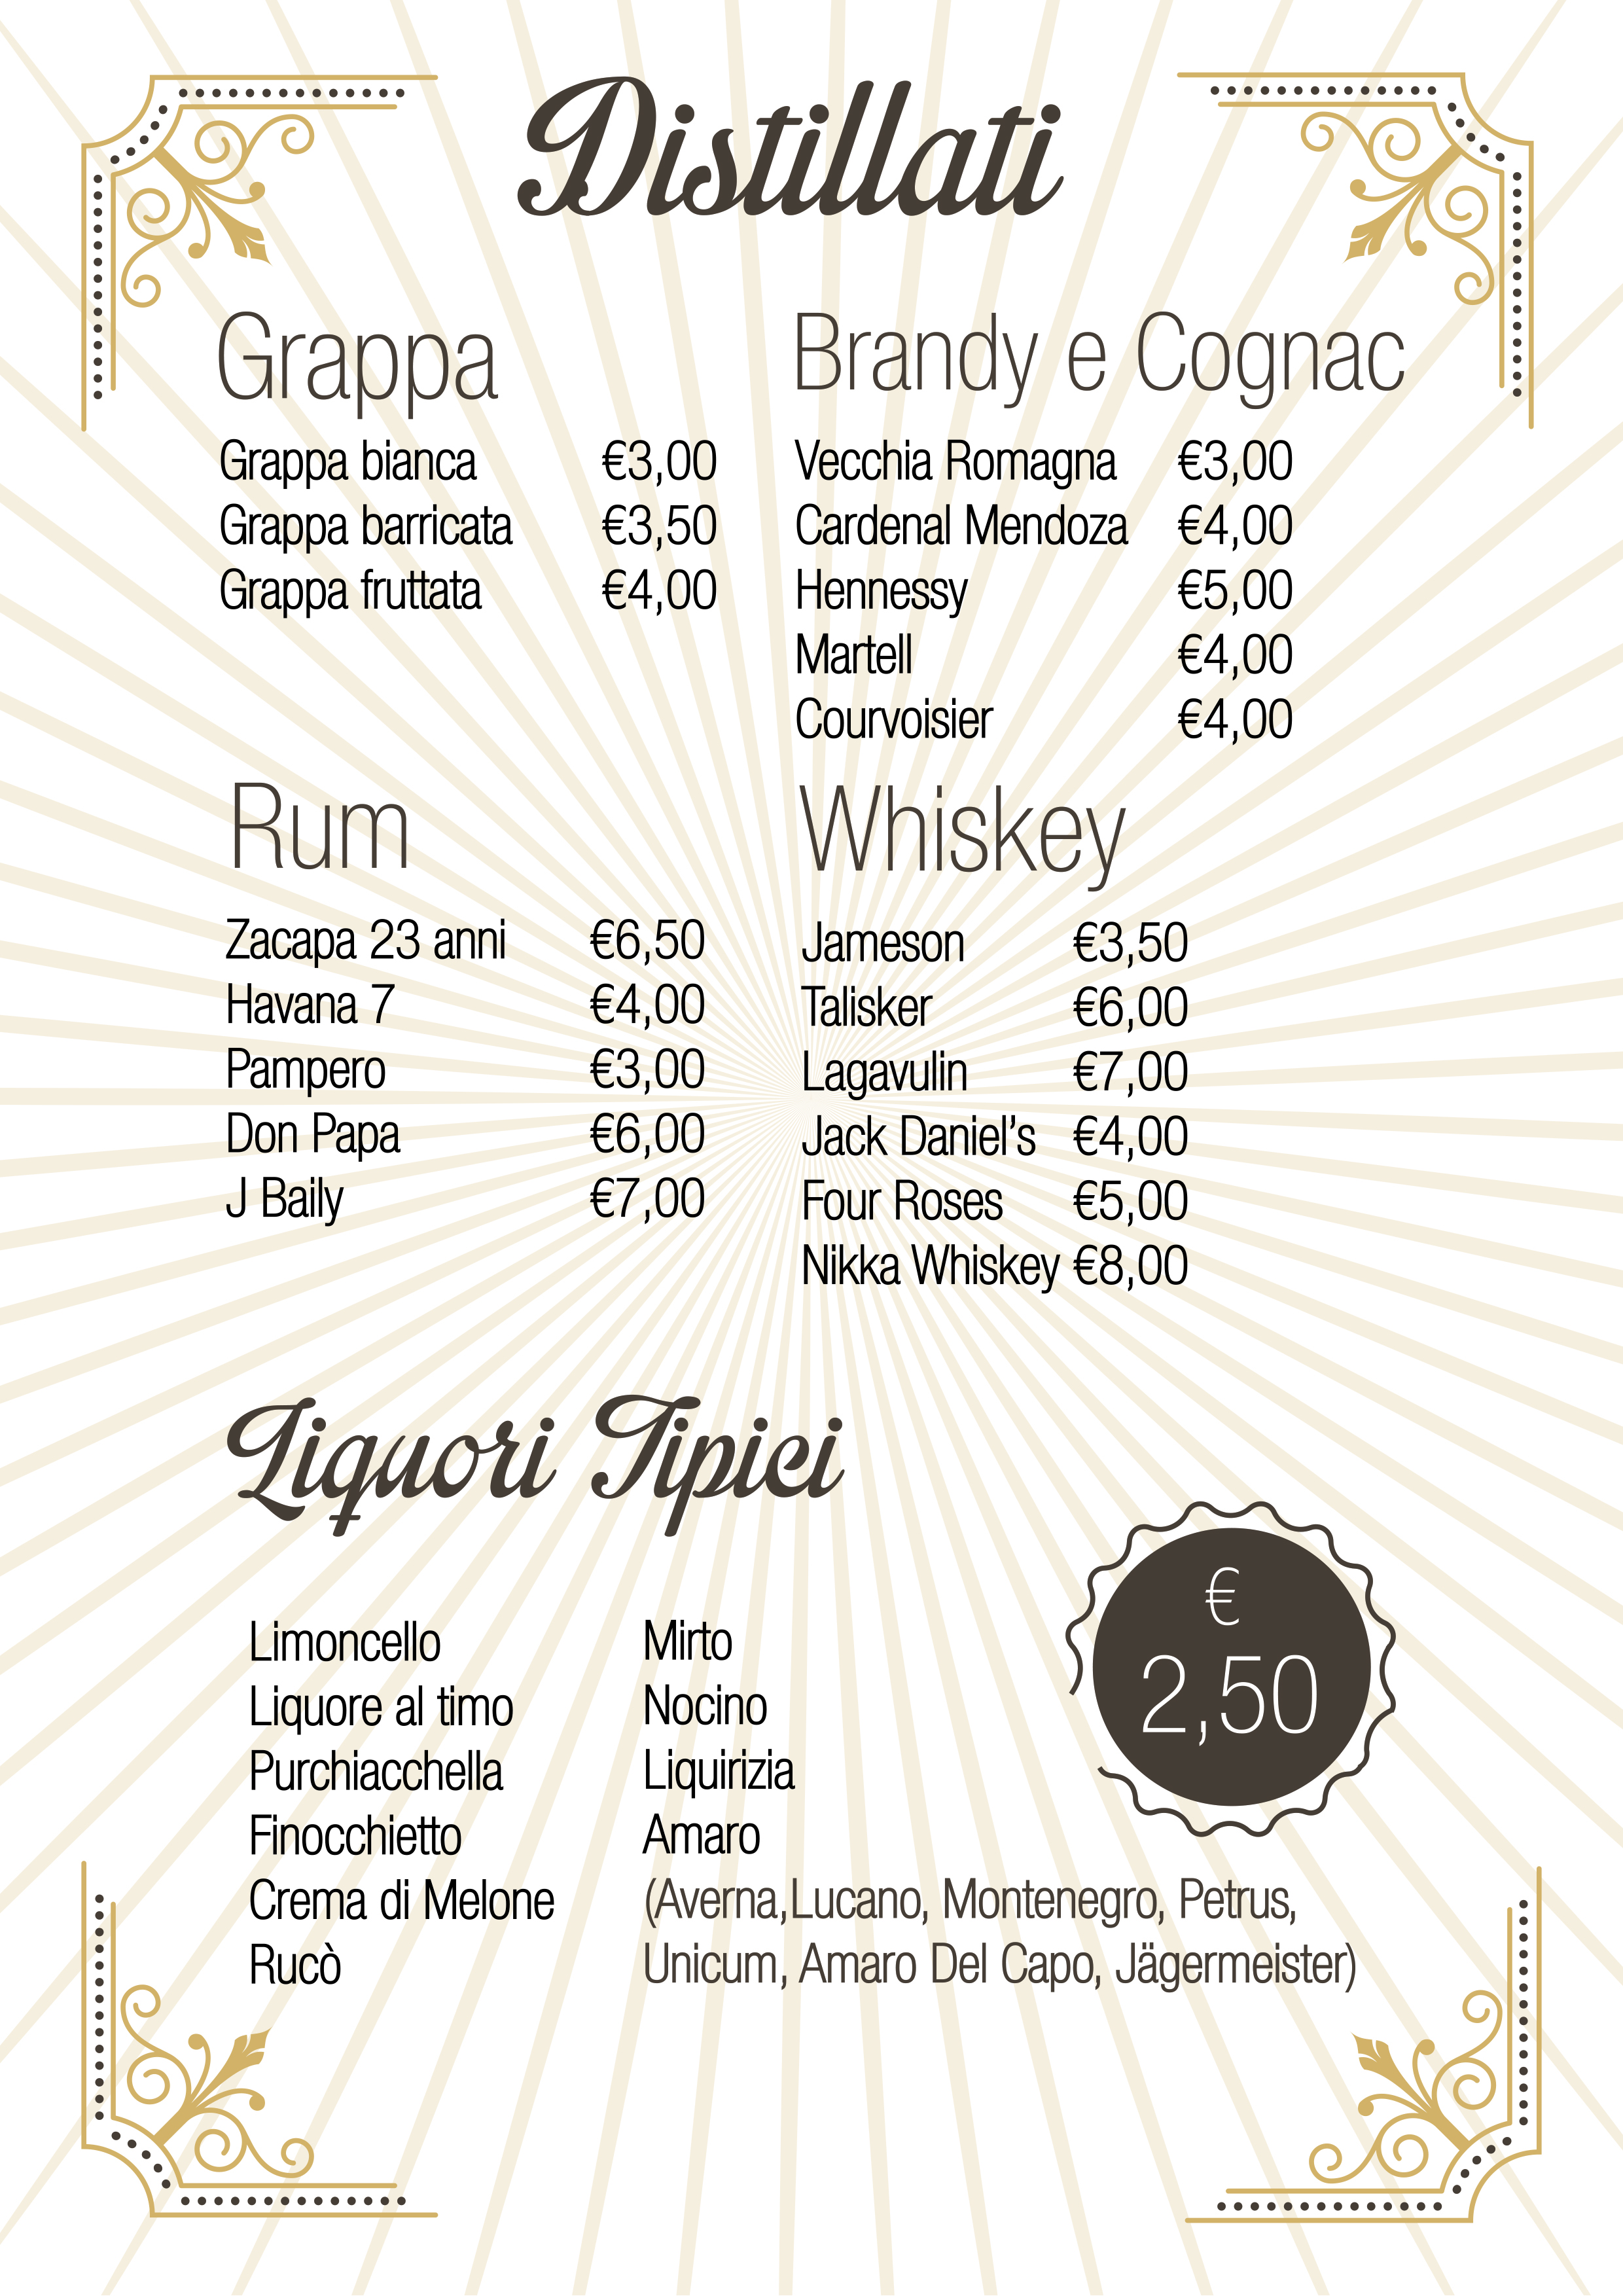 Distillati
Grappa
Grappa bianca €3,00
Grappa barricata €3,50
Grappa fruttata €4,00
Brandy e Cognac
Vecchia Romagna €3,00
Cardenal Mendoza €4,00
Hennessy €5,00
Martell €4,00
Courvoisier €4,00
Rum
Zacapa 23 anni €6,50
Havana 7 €4,00
Pampero €3,00
Don Papa €6,00
J Baily €7,00
Whiskey
Jameson €3,50
Talisker €6,00
Lagavulin €7,00
Jack Daniel’s €4,00
Four Roses €5,00
Nikka Whiskey €8,00
Liquori Tipici
Limoncello
Liquore al timo
Purchiacchella
Finocchietto
Crema di Melone
Rucò
Mirto
Nocino
Liquirizia
Amaro
(Averna,Lucano, Montenegro, Petrus,
Unicum, Amaro Del Capo, Jägermeister)
€
2,50